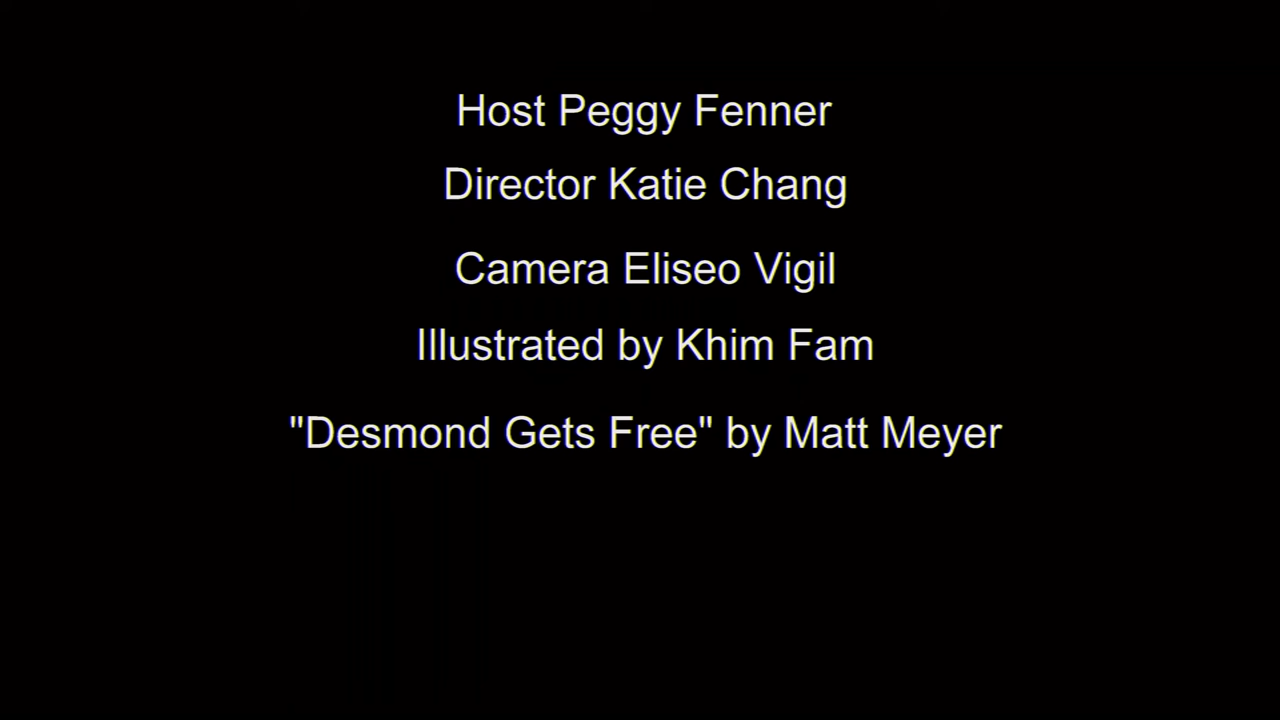 Host Peggy Fenner
Director Katie Chang
Camera Eliseo Vigil
Illustrated by Khim Fam
"Desmond Gets Free" by Matt Meyer